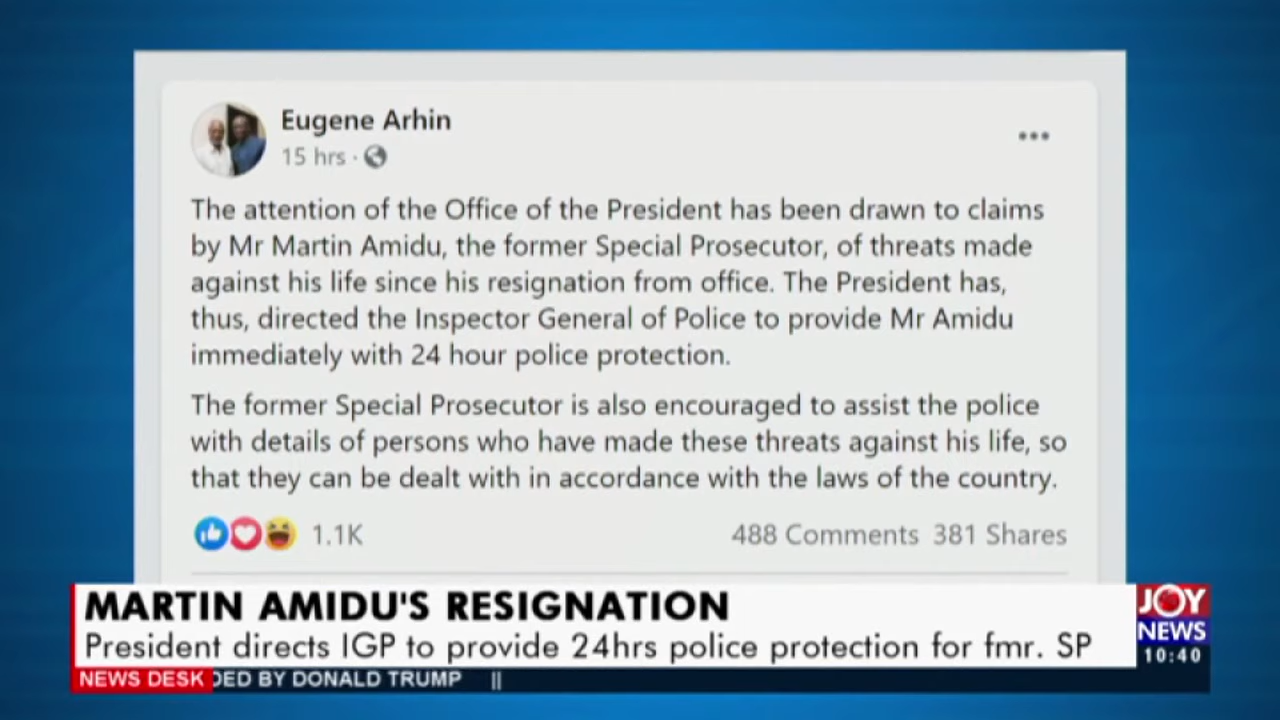 Eugene Arhin
15 hrs ·
The attention of the Office of the President has been drawn to claims
by Mr Martin Amidu, the former Special Prosecutor, of threats made
against his life since his resignation from office. The President has,
thus, directed the Inspector General of Police to provide Mr Amidu
immediately with 24 hour police protection.
The former Special Prosecutor is also encouraged to assist the police
with details of persons who have made these threats against his life, so
that they can be dealt with in accordance with the laws of the country.
1.1K 488 Comments 381 Shares
MARTIN AMIDU'S RESIGNATION
President directs IGP to provide 24hrs police protection for fmr. SP
JOY
NEWS
10:40
NEWS DESK DED BY DONALD TRUMP ||